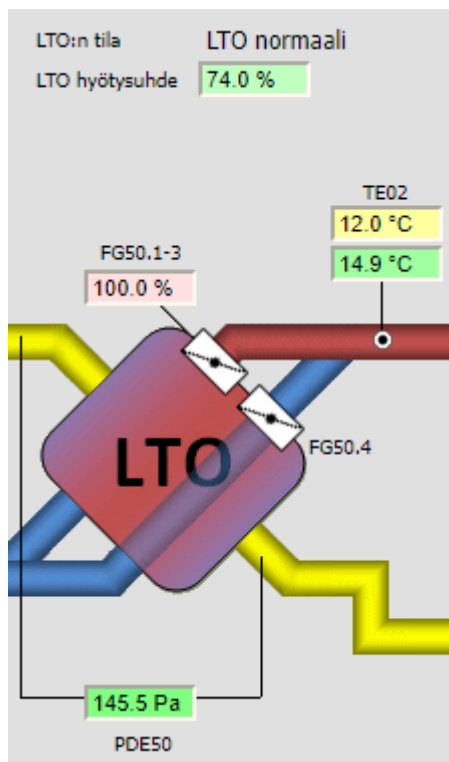 LTO:n tila LTO normaali
LTO hyötysuhde 74.0 %
TE02
12.0 °C
14.9 °C
FG50.1-3
100.0 %
LTO
FG50.4
145.5 Pa
PDE50